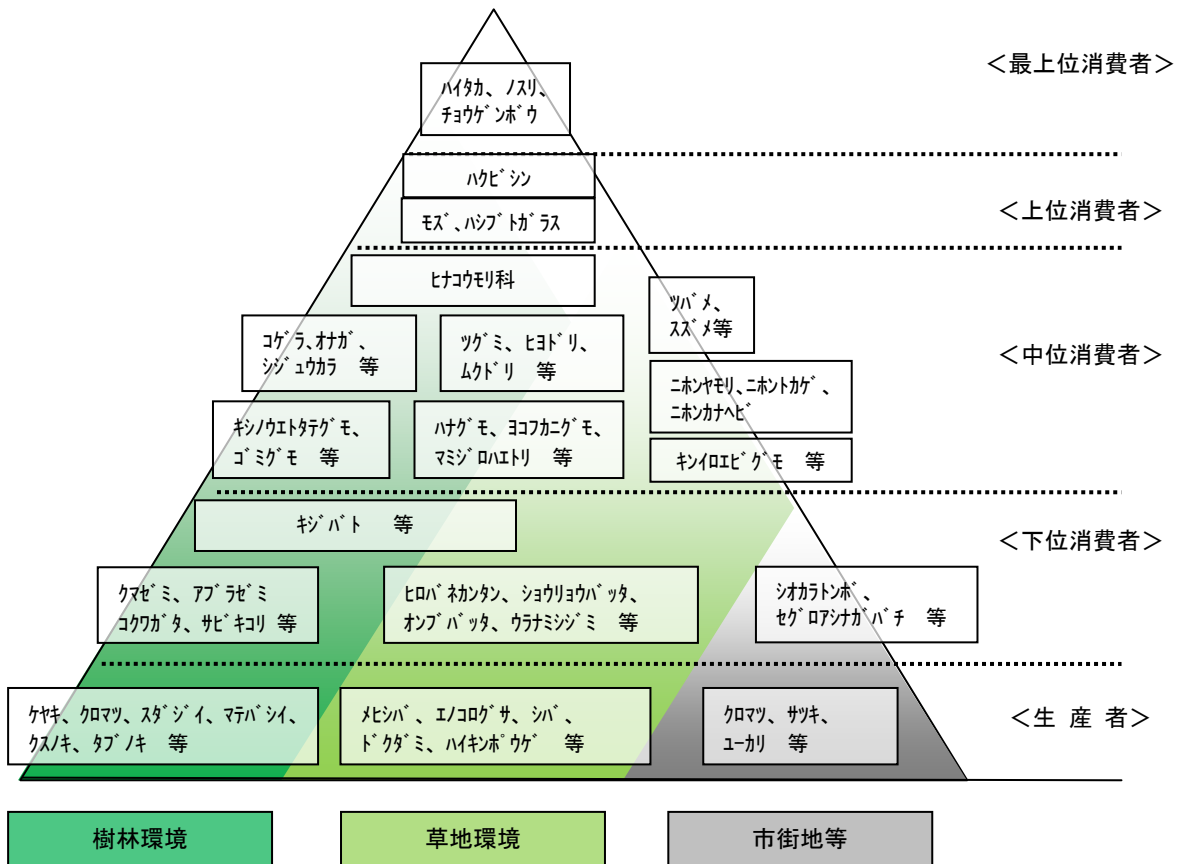 ＜最上位消費者＞
ﾊｲﾀｶ、ﾉｽﾘ、
ﾁｮｳｹﾞﾝﾎﾞｳ
ﾊｸﾋﾞｼﾝ
＜上位消費者＞
ﾓｽﾞ、ﾊｼﾌﾞﾄｶﾞﾗｽ
ﾋﾅｺｳﾓﾘ科
ﾂﾊﾞﾒ、
ｽｽﾞﾒ等
ｺｹﾞﾗ、ｵﾅｶﾞ、
ｼｼﾞｭｳｶﾗ　等
ﾂｸﾞﾐ、ﾋﾖﾄﾞﾘ、
ﾑｸﾄﾞﾘ　等
＜中位消費者＞
ﾆﾎﾝﾔﾓﾘ、ﾆﾎﾝﾄｶｹﾞ、
ﾆﾎﾝｶﾅﾍﾋﾞ
ｷｼﾉｳｴﾄﾀﾃｸﾞﾓ、
ｺﾞﾐｸﾞﾓ　等
ﾊﾅｸﾞﾓ、ﾖｺﾌｶﾆｸﾞﾓ、
ﾏﾐｼﾞﾛﾊｴﾄﾘ　等
ｷﾝｲﾛｴﾋﾞｸﾞﾓ　等
ｷｼﾞﾊﾞﾄ　等
＜下位消費者＞
ｸﾏｾﾞﾐ、ｱﾌﾞﾗｾﾞﾐ
ｺｸﾜｶﾞﾀ、ｻﾋﾞｷｺﾘ 等
ﾋﾛﾊﾞﾈｶﾝﾀﾝ、ｼｮｳﾘｮｳﾊﾞｯﾀ、
ｵﾝﾌﾞﾊﾞｯﾀ、ｳﾗﾅﾐｼｼﾞﾐ　等
ｼｵｶﾗﾄﾝﾎﾞ、
ｾｸﾞﾛｱｼﾅｶﾞﾊﾞﾁ　等
ｹﾔｷ、ｸﾛﾏﾂ、ｽﾀﾞｼﾞｲ、ﾏﾃﾊﾞｼｲ、
ｸｽﾉｷ、ﾀﾌﾞﾉｷ　等
ﾒﾋｼﾊﾞ、ｴﾉｺﾛｸﾞｻ、ｼﾊﾞ、
ﾄﾞｸﾀﾞﾐ、ﾊｲｷﾝﾎﾟｳｹﾞ　等
ｸﾛﾏﾂ、ｻﾂｷ、
ﾕｰｶﾘ　等
＜生 産 者＞
樹林環境
草地環境
市街地等